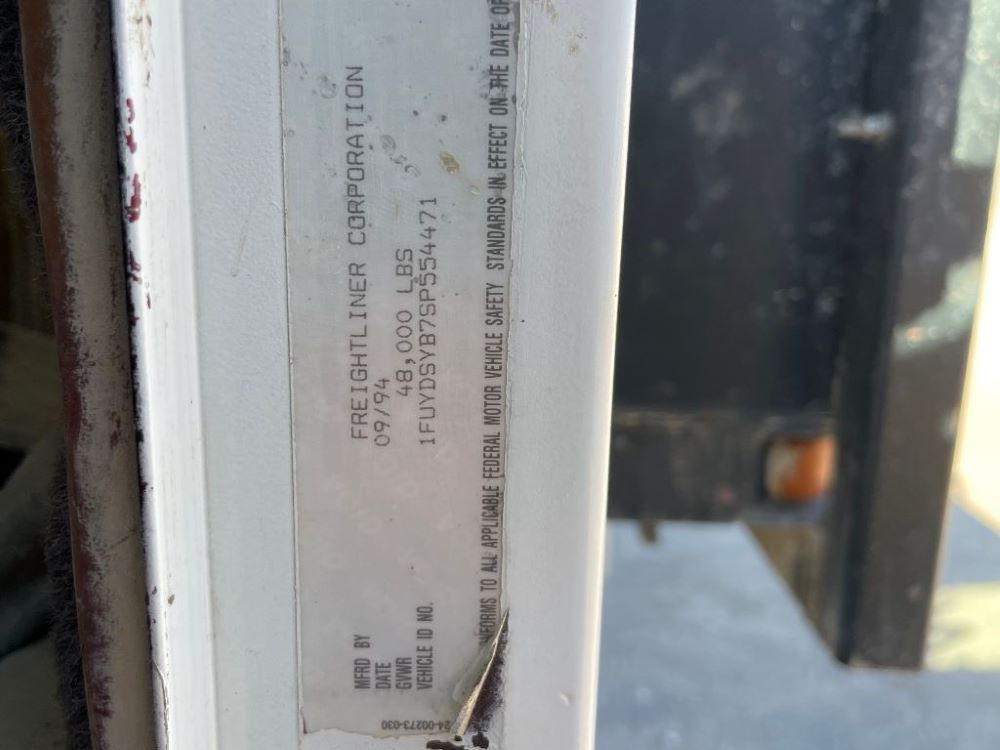 MFRD BY FREIGHTLINER CORPORATION
DATE 09/94
GVWR 48,000 LBS
VEHICLE ID NO. 1FUYDSYB7SP554471
TO ALL APPLICABLE FEDERAL MOTOR VEHICLE SAFETY STANDARDS IN EFFECT ON THE DATE OF
24-00273-030